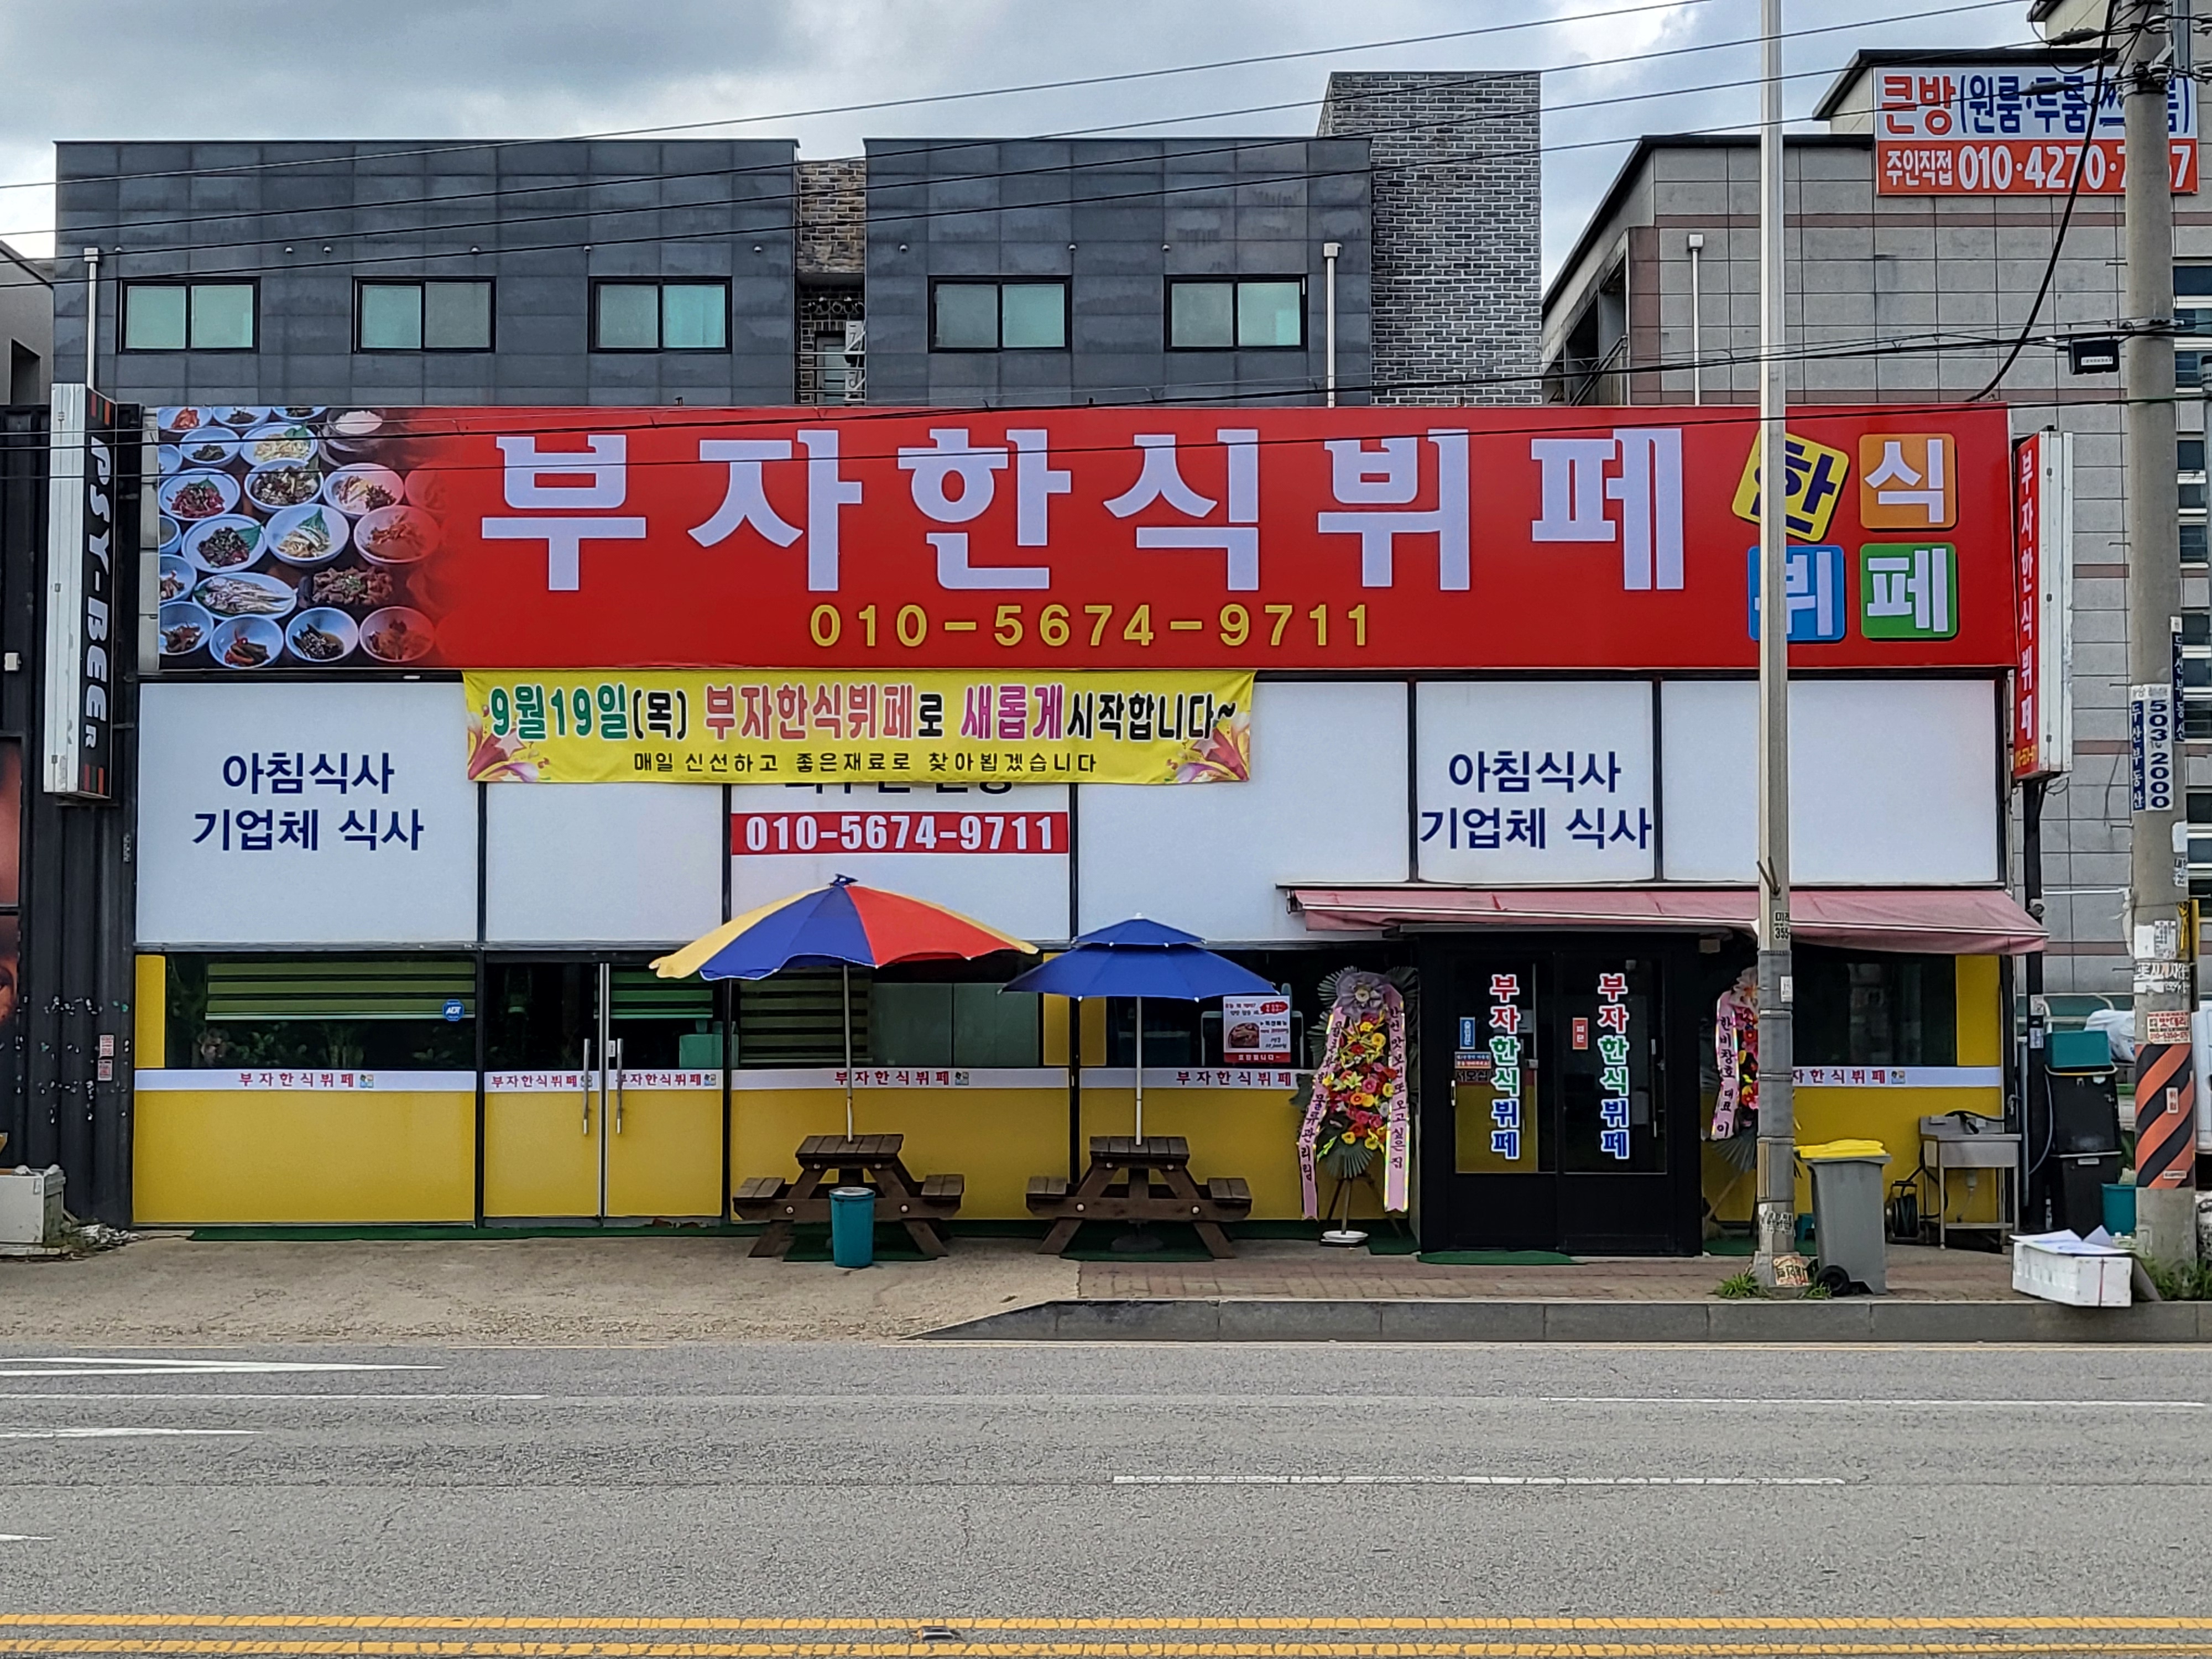 큰방(원룸·두룸
주인직접 010·4270·
PSY-BEER
부자한식뷔페
010-5674-9711
한식
뷔페
부자한식뷔페
9월19일(목) 부자한식뷔페로 새롭게시작합니다~
매일 신선하고 좋은재료로 찾아뵙겠습니다
아침식사
기업체 식사
010-5674-9711
아침식사
기업체 식사
503-2000
두산부동산
부자한식뷔페
부자한식뷔페
부자한식뷔페
부자한식뷔페
부자한식뷔페
부자한식뷔페
부자한식뷔페
부자한식뷔페